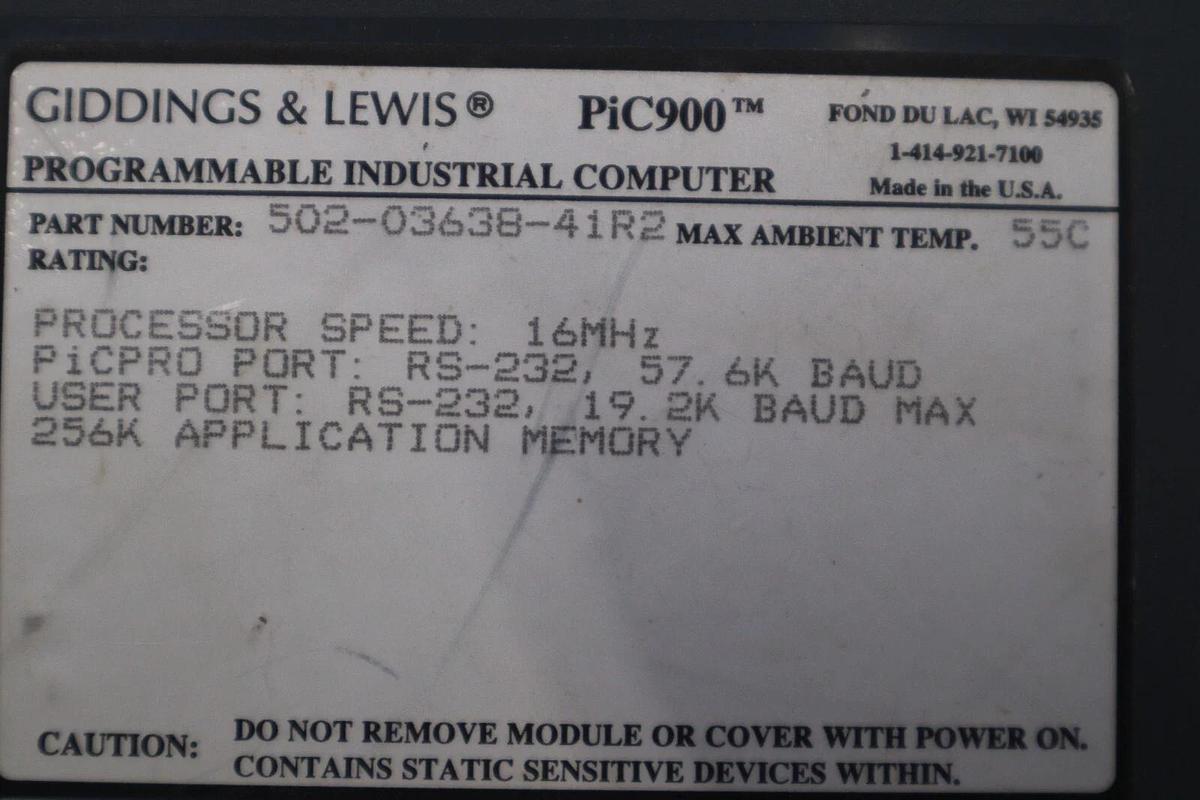 GIDDINGS & LEWIS® PiC900™ FOND DU LAC, WI 54935
1-414-921-7100
PROGRAMMABLE INDUSTRIAL COMPUTER Made in the U.S.A.
PART NUMBER: 502-03638-41R2 MAX AMBIENT TEMP. 55C
RATING:
PROCESSOR SPEED: 16MHz
PiCPRO PORT: RS-232, 57.6K BAUD
USER PORT: RS-232, 19.2K BAUD MAX
256K APPLICATION MEMORY
CAUTION: DO NOT REMOVE MODULE OR COVER WITH POWER ON.
CONTAINS STATIC SENSITIVE DEVICES WITHIN.